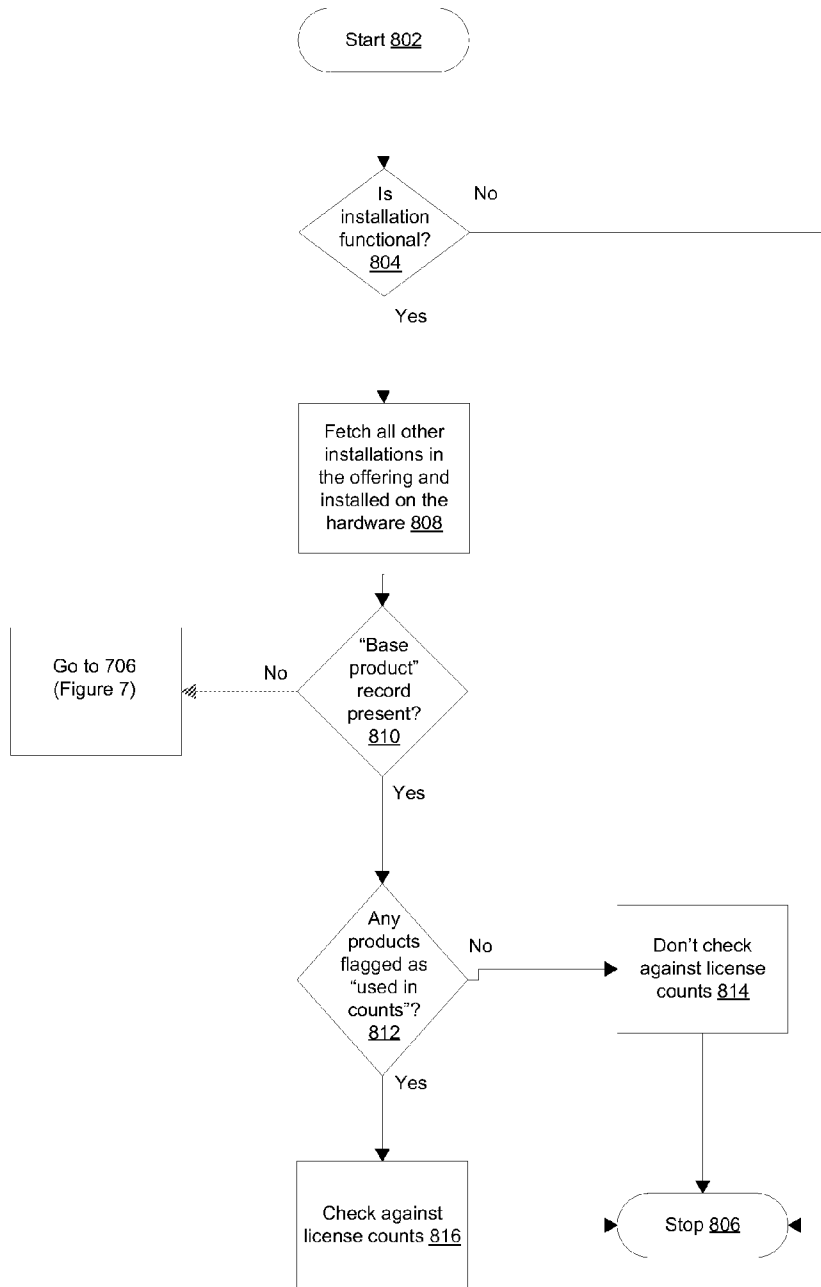 Start 802
Is
installation
functional?
804
No
Yes
Fetch all other
installations in
the offering and
installed on the
hardware 808
“Base
product”
record
present?
810
No
Go to 706
(Figure 7)
Yes
Any
products
flagged as
“used in
counts”?
812
No
Don’t check
against license
counts 814
Yes
Check against
license counts 816
Stop 806